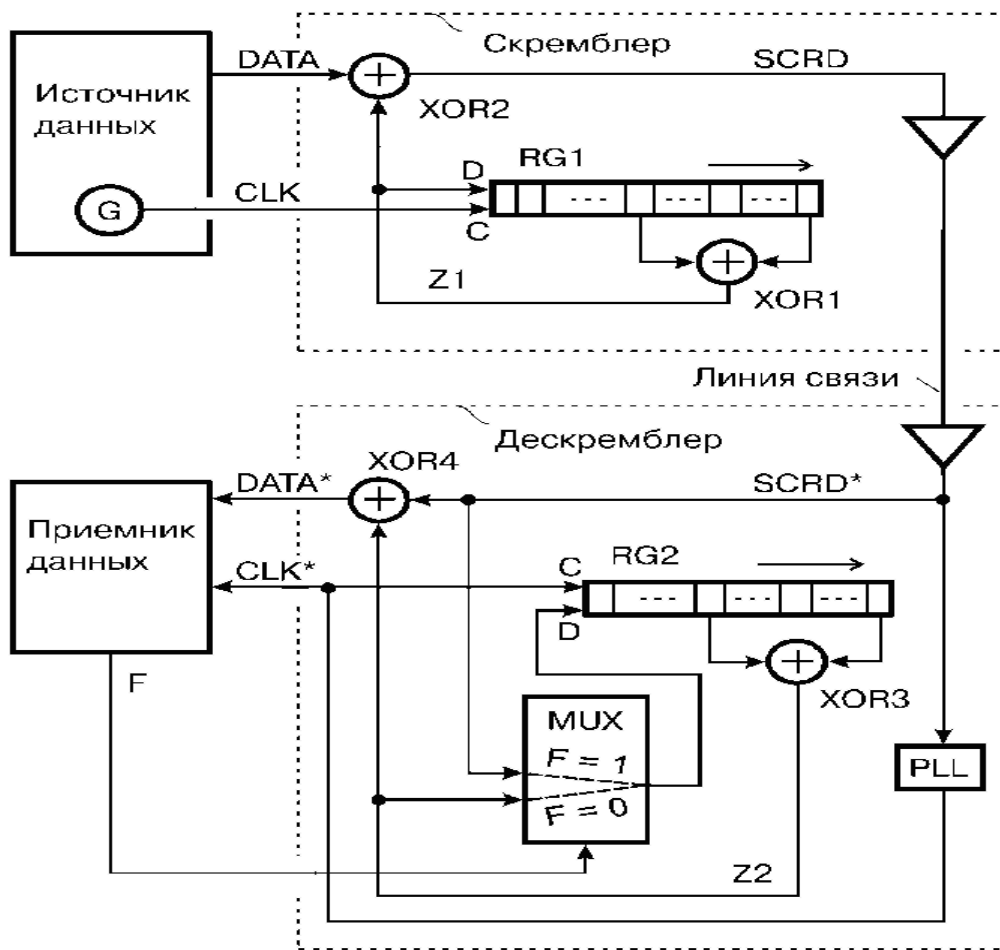 Скремблер
DATA
SCRD
Источник
данных
XOR2
RG1
D
G
CLK
C
Z1
XOR1
Линия связи
Дескремблер
XOR4
DATA*
SCRD*
Приемник
данных
RG2
C
CLK*
D
F
XOR3
MUX
F = 1
F = 0
PLL
Z2